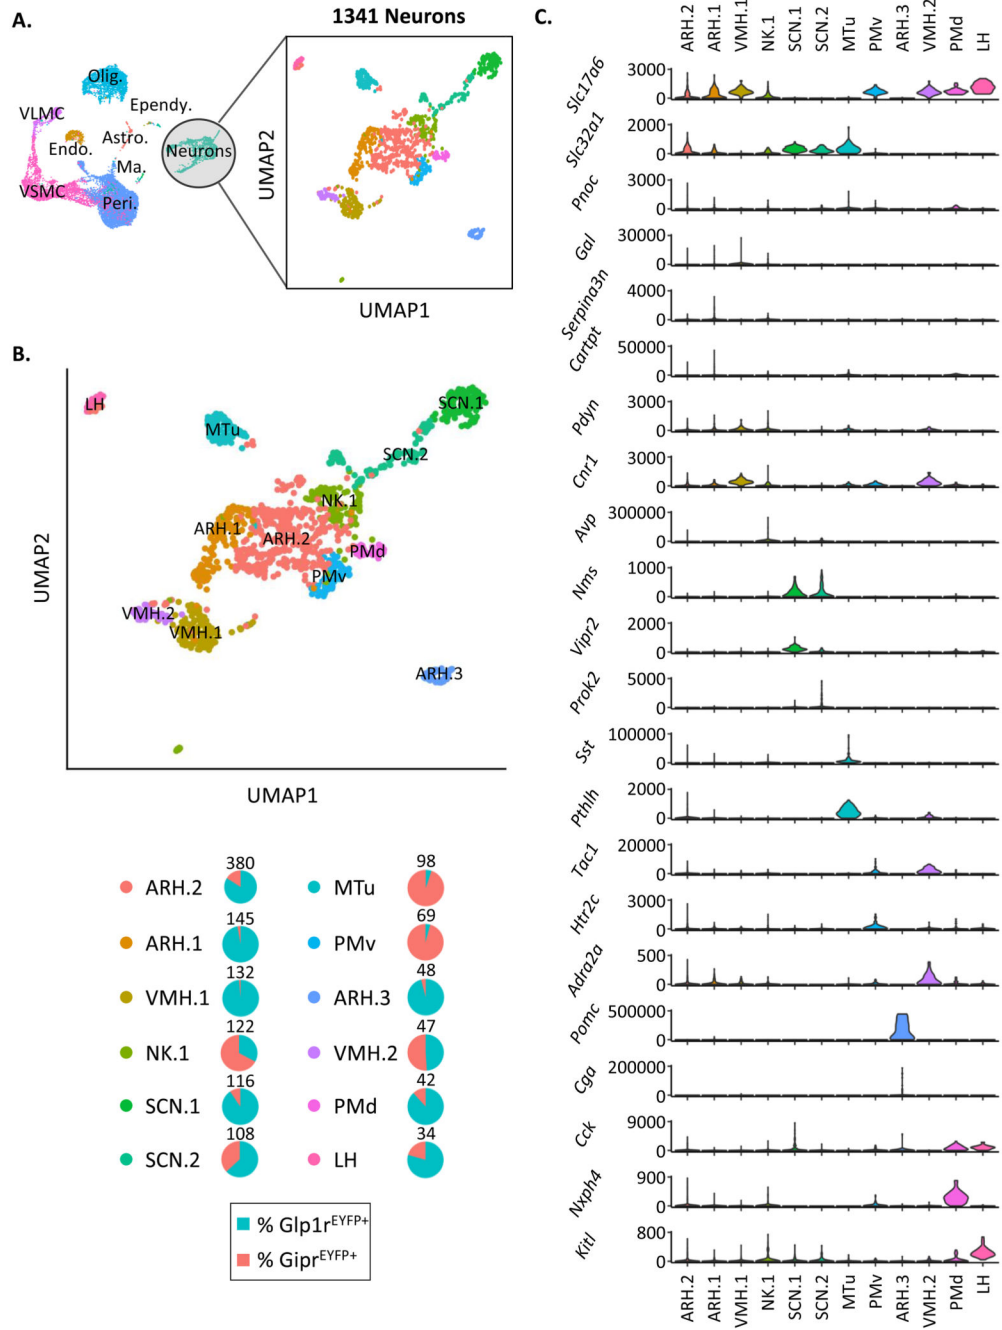 A.
1341 Neurons
Olig.
VLMC
Ependy.
Astro.
Endo.
Neurons
Ma.
VSMC
Peri.
UMAP2
UMAP1
B.
LH
MTu
SCN.1
SCN.2
NK.1
ARH.1
ARH.2
PMd
PMv
VMH.2
VMH.1
ARH.3
UMAP2
UMAP1
380
98
ARH.2
MTu
145
69
ARH.1
PMv
132
48
VMH.1
ARH.3
122
47
NK.1
VMH.2
116
42
SCN.1
PMd
108
34
SCN.2
LH
% Glp1rEYFP+
% GiprEYFP+
C.
ARH.2 ARH.1 VMH.1 NK.1 SCN.1 SCN.2 MTu PMv ARH.3 VMH.2 PMd LH
Slc17a6
3000
0
Slc32a1
2000
0
Pnoc
3000
0
Gal
30000
0
Serpina3n
4000
0
Cartpt
50000
0
Pdyn
3000
0
Cnr1
3000
0
Avp
300000
0
Nms
1000
0
Vipr2
2000
0
Prok2
5000
0
Sst
100000
0
Pthlh
2000
0
Tac1
20000
0
Htr2c
3000
0
Adra2a
500
0
Pomc
500000
0
Cga
200000
0
Cck
9000
0
Nxph4
900
0
Kitl
800
0
ARH.2 ARH.1 VMH.1 NK.1 SCN.1 SCN.2 MTu PMv ARH.3 VMH.2 PMd LH